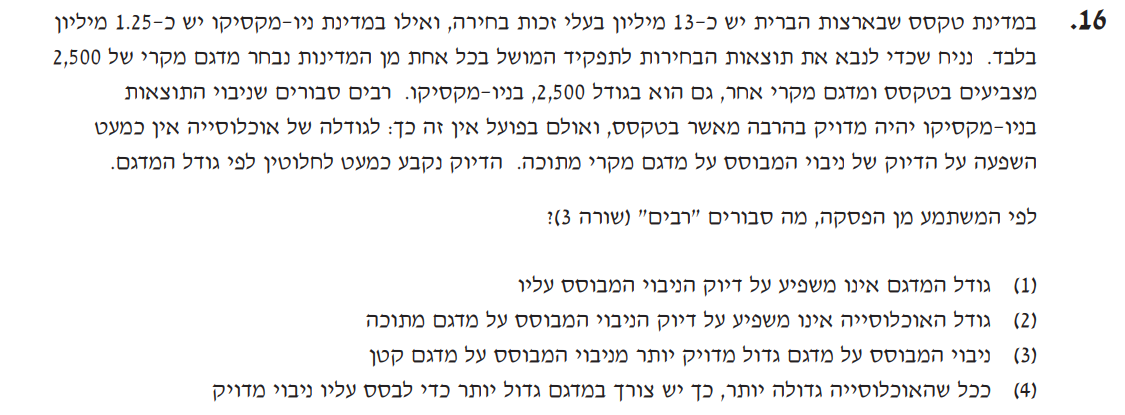 16. במדינת טקסס שבארצות הברית יש כ-13 מיליון בעלי זכות בחירה, ואילו במדינת ניו-מקסיקו יש כ-1.25 מיליון
בלבד. נניח שכדי לנבא את תוצאות הבחירות לתפקיד המושל בכל אחת מן המדינות נבחר מדגם מקרי של 2,500
מצביעים בטקסס ומדגם מקרי אחר, גם הוא בגודל 2,500, בניו-מקסיקו. רבים סבורים שניבוי התוצאות
בניו-מקסיקו יהיה מדויק בהרבה מאשר בטקסס, ואולם בפועל אין זה כך: לגודלה של אוכלוסייה אין כמעט
השפעה על הדיוק של ניבוי המבוסס על מדגם מקרי מתוכה. הדיוק נקבע כמעט לחלוטין לפי גודל המדגם.
לפי המשתמע מן הפסקה, מה סבורים "רבים" (שורה 3)?
(1) גודל המדגם אינו משפיע על דיוק הניבוי המבוסס עליו
(2) גודל האוכלוסייה אינו משפיע על דיוק הניבוי המבוסס על מדגם מתוכה
(3) ניבוי המבוסס על מדגם גדול מדויק יותר מניבוי המבוסס על מדגם קטן
(4) ככל שהאוכלוסייה גדולה יותר, כך יש צורך במדגם גדול יותר כדי לבסס עליו ניבוי מדויק